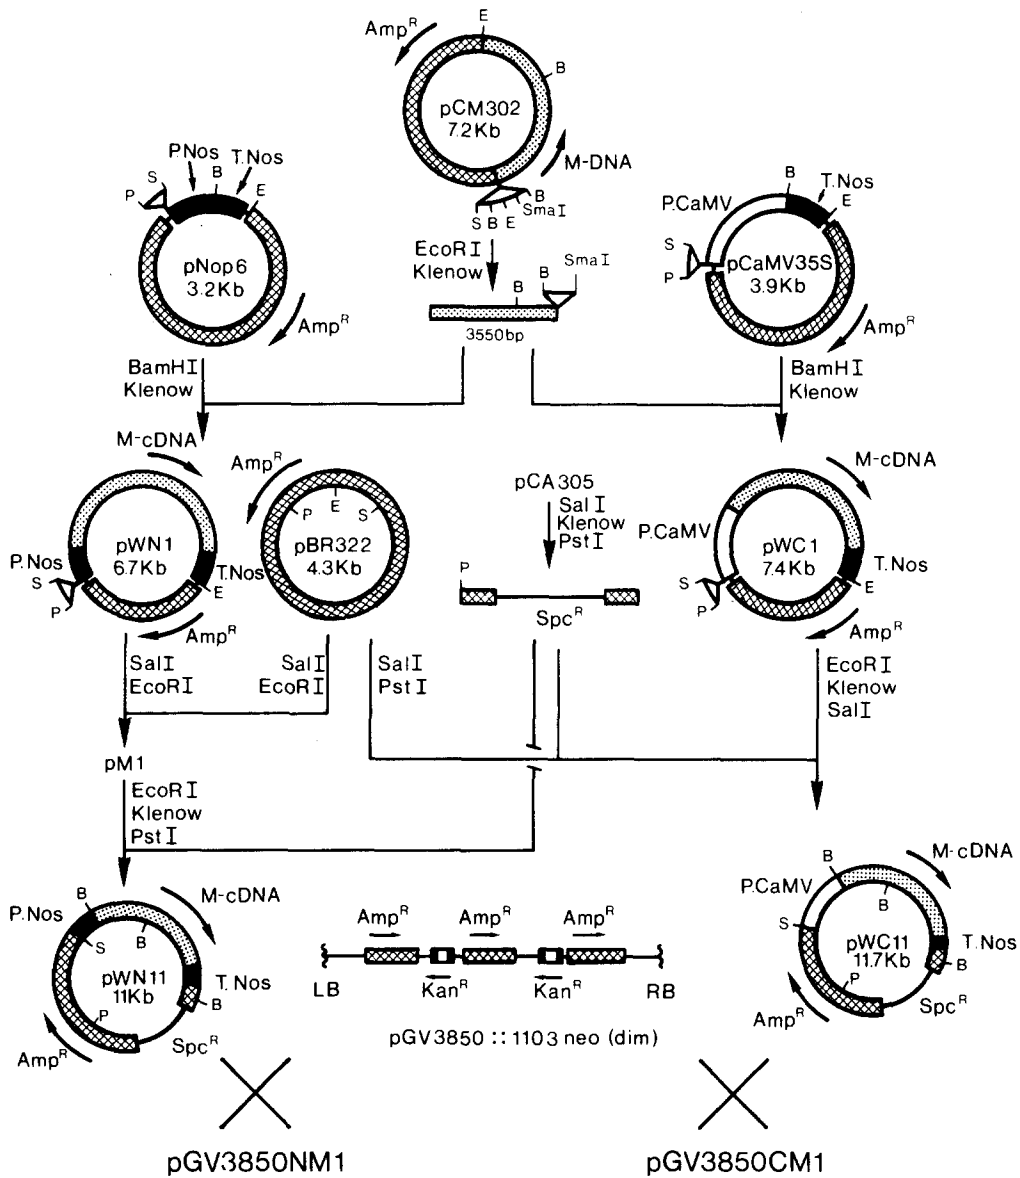 Amp^R
E
B
pCM302
7.2Kb
M-DNA
B
SmaI
S B E
P.Nos
T.Nos
S
P
B
E
pNop6
3.2Kb
Amp^R
EcoRI
Klenow
B
B
SmaI
3550bp
P.CaMV
B
T.Nos
E
S
P
pCaMV35S
3.9Kb
Amp^R
BamHI
Klenow
BamHI
Klenow
M-cDNA
pWN1
6.7Kb
P.Nos
S
P
T.Nos
E
Amp^R
Amp^R
P
E
S
pBR322
4.3Kb
pCA305
SalI
Klenow
PstI
P
Spc^R
M-cDNA
P.CaMV
pWC1
7.4Kb
S
P
T.Nos
E
Amp^R
SalI
EcoRI
SalI
EcoRI
SalI
PstI
EcoRI
Klenow
SalI
pM1
EcoRI
Klenow
PstI
P.Nos
B
M-cDNA
S
B
pWN11
11Kb
T.Nos
B
P
Amp^R
Spc^R
Amp^R
Amp^R
Amp^R
LB
Kan^R
Kan^R
RB
pGV3850::1103 neo (dim)
M-cDNA
B
P.CaMV
B
S
pWC11
11.7Kb
T.Nos
B
P
Spc^R
Amp^R
pGV3850NM1
pGV3850CM1